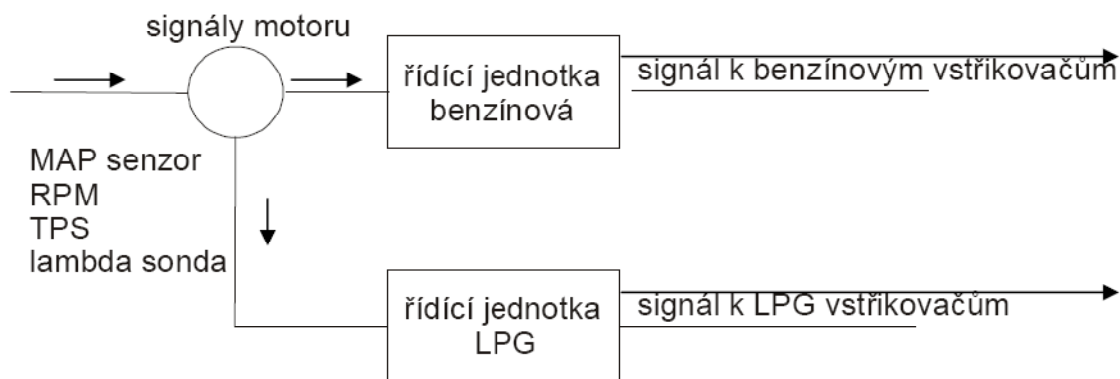 signály motoru
řídící jednotka
benzínová
signál k benzínovým vstřikovačům
MAP senzor
RPM
TPS
lambda sonda
řídící jednotka
LPG
signál k LPG vstřikovačům